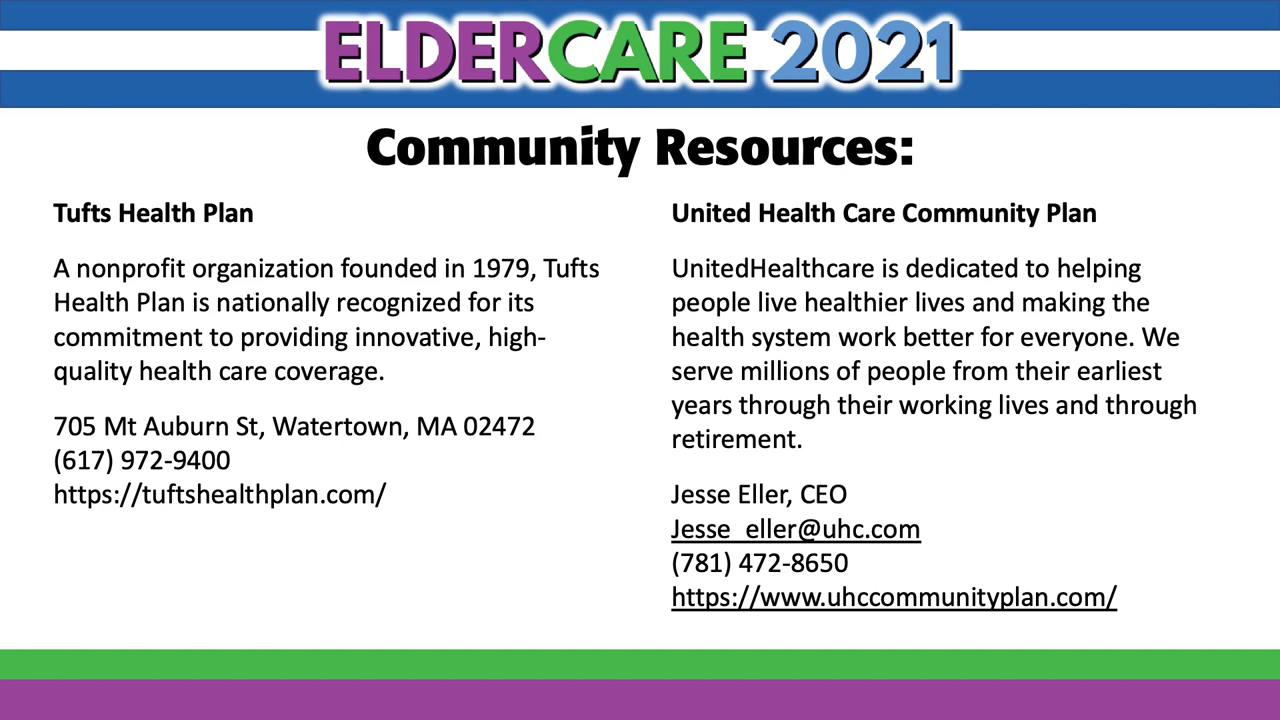 ELDERCARE 2021
Community Resources:
Tufts Health Plan
A nonprofit organization founded in 1979, Tufts
Health Plan is nationally recognized for its
commitment to providing innovative, high-
quality health care coverage.
705 Mt Auburn St, Watertown, MA 02472
(617) 972-9400
https://tuftshealthplan.com/
United Health Care Community Plan
UnitedHealthcare is dedicated to helping
people live healthier lives and making the
health system work better for everyone. We
serve millions of people from their earliest
years through their working lives and through
retirement.
Jesse Eller, CEO
Jesse_eller@uhc.com
(781) 472-8650
https://www.uhccommunityplan.com/